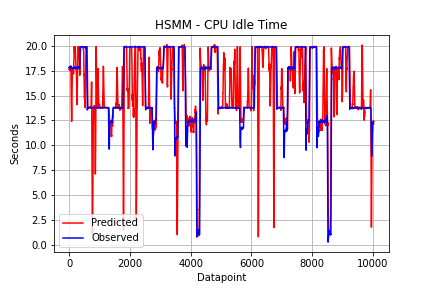 HSMM - CPU Idle Time
20.0
17.5
15.0
12.5
10.0
7.5
5.0
2.5
0.0
Seconds
Predicted
Observed
0 2000 4000 6000 8000 10000
Datapoint